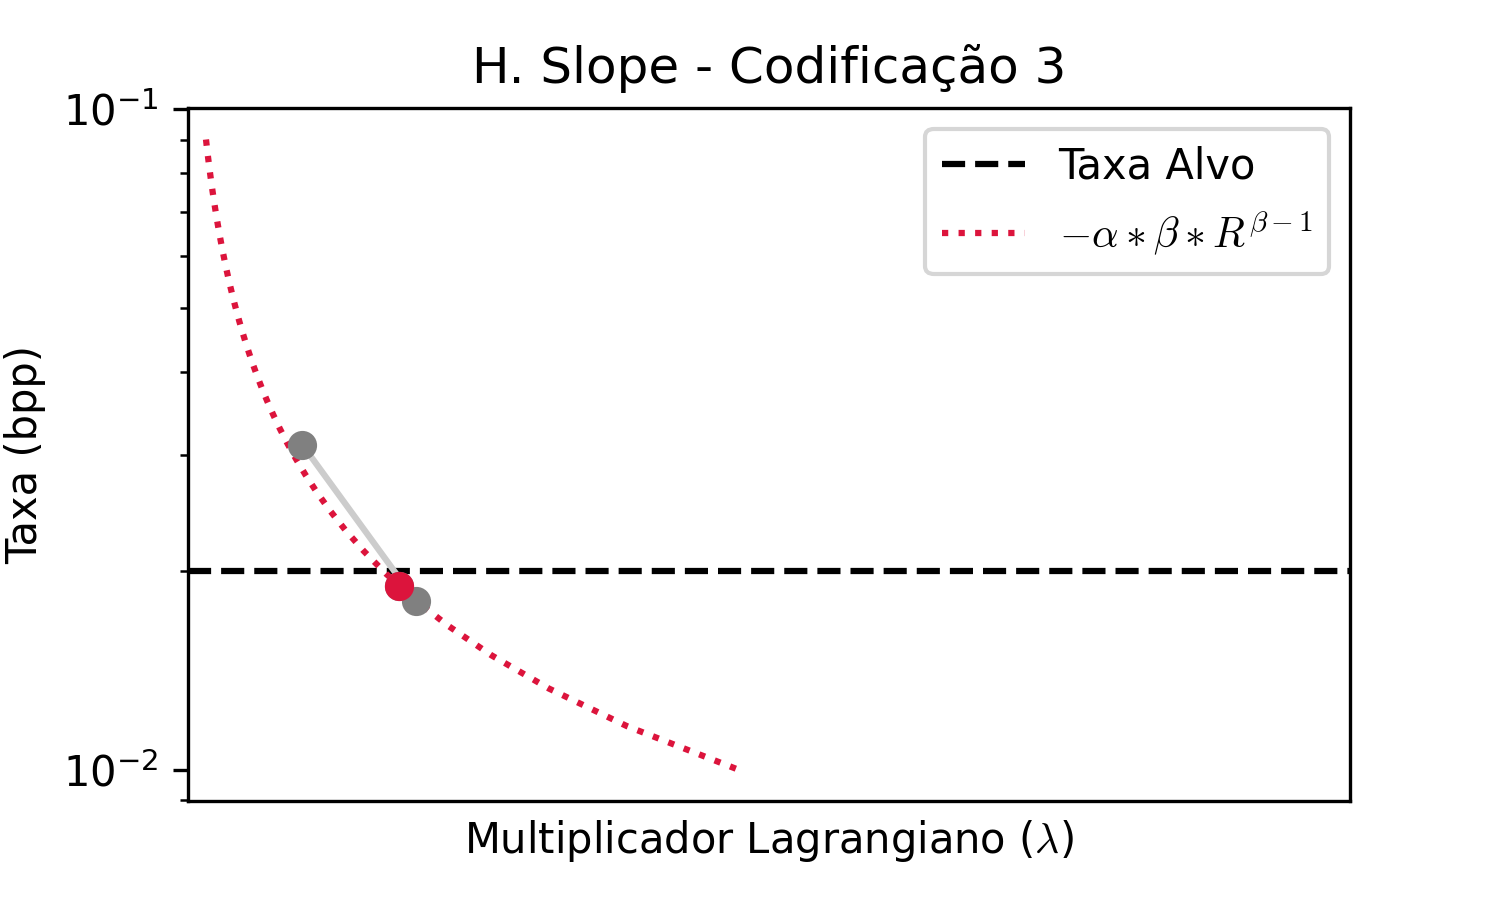 H. Slope - Codificação 3
10⁻¹
Taxa Alvo
−α ∗ β ∗ R^{β−1}
Taxa (bpp)
10⁻²
Multiplicador Lagrangiano (λ)